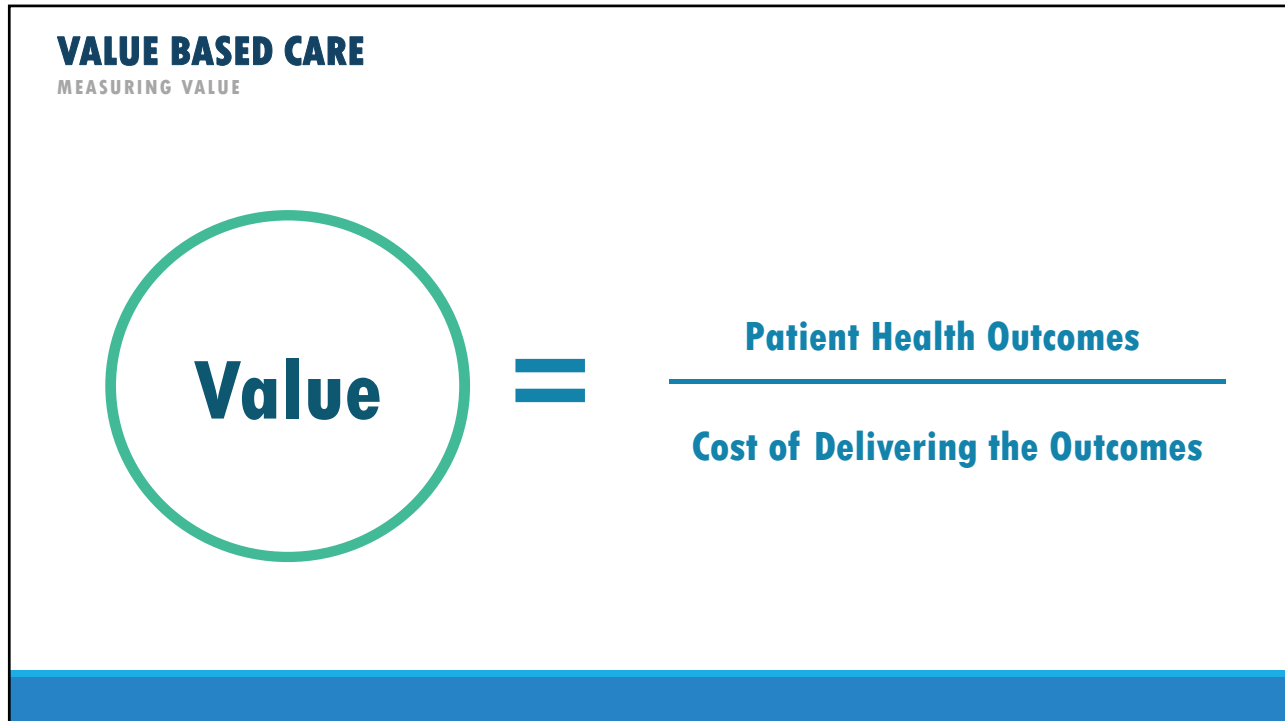 VALUE BASED CARE
MEASURING VALUE
Value
=
Patient Health Outcomes
Cost of Delivering the Outcomes